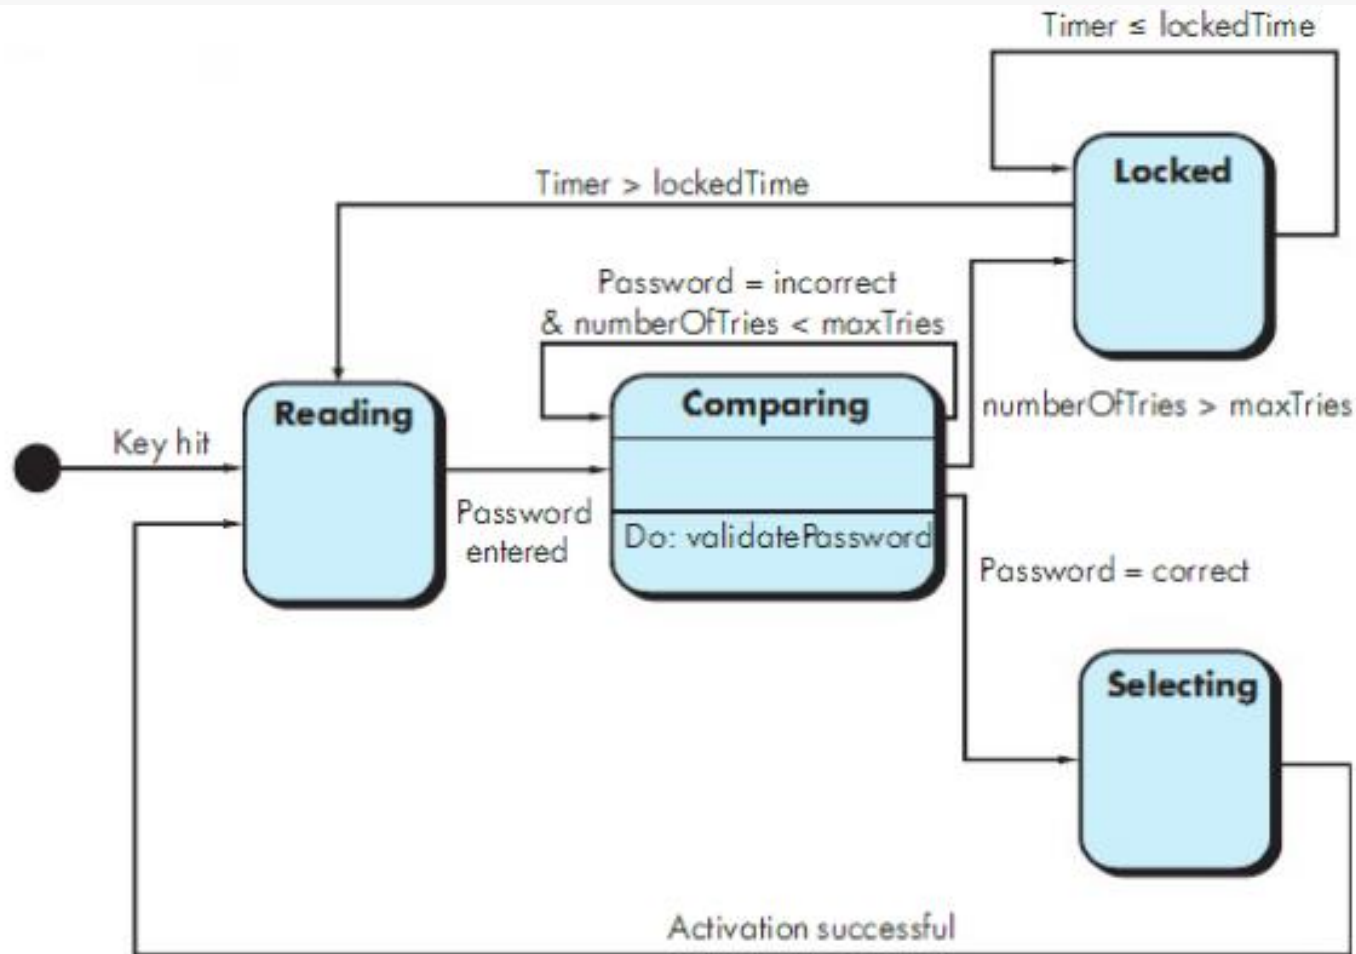 Timer ≤ lockedTime
Locked
Timer > lockedTime
Password = incorrect
& numberOfTries < maxTries
Comparing
numberOfTries > maxTries
Reading
Key hit
Password
entered
Do: validatePassword
Password = correct
Selecting
Activation successful